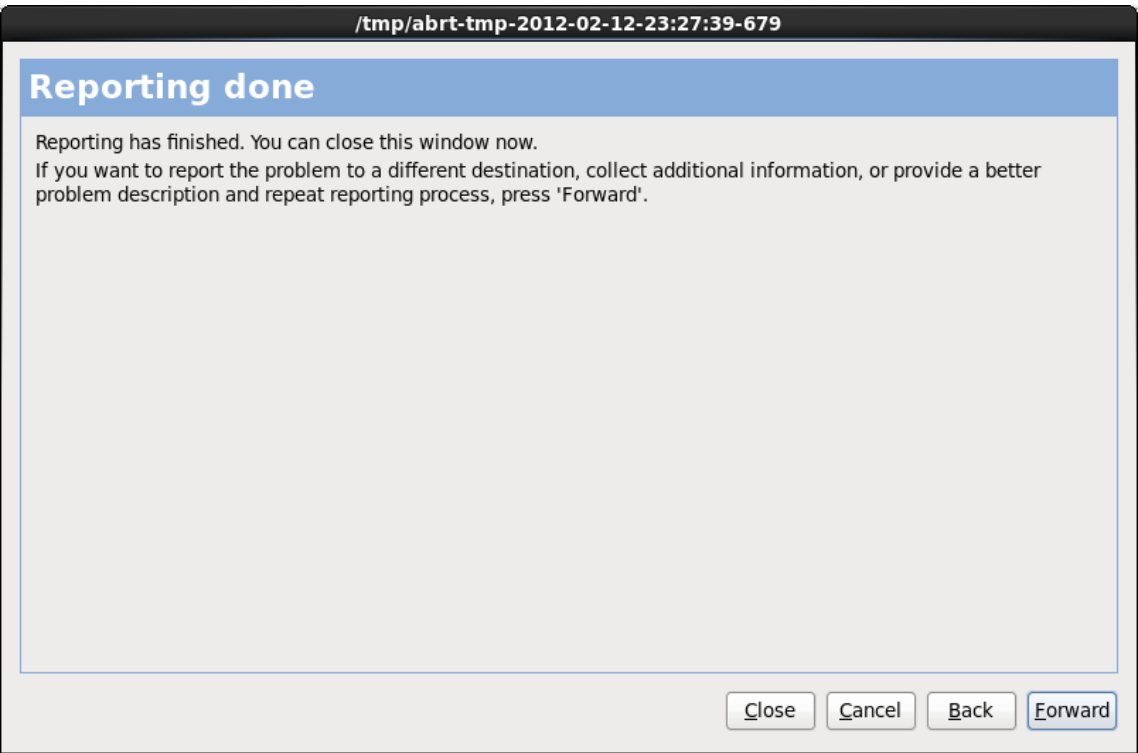 /tmp/abrt-tmp-2012-02-12-23:27:39-679
Reporting done
Reporting has finished. You can close this window now.
If you want to report the problem to a different destination, collect additional information, or provide a better
problem description and repeat reporting process, press 'Forward'.
Close Cancel Back Forward